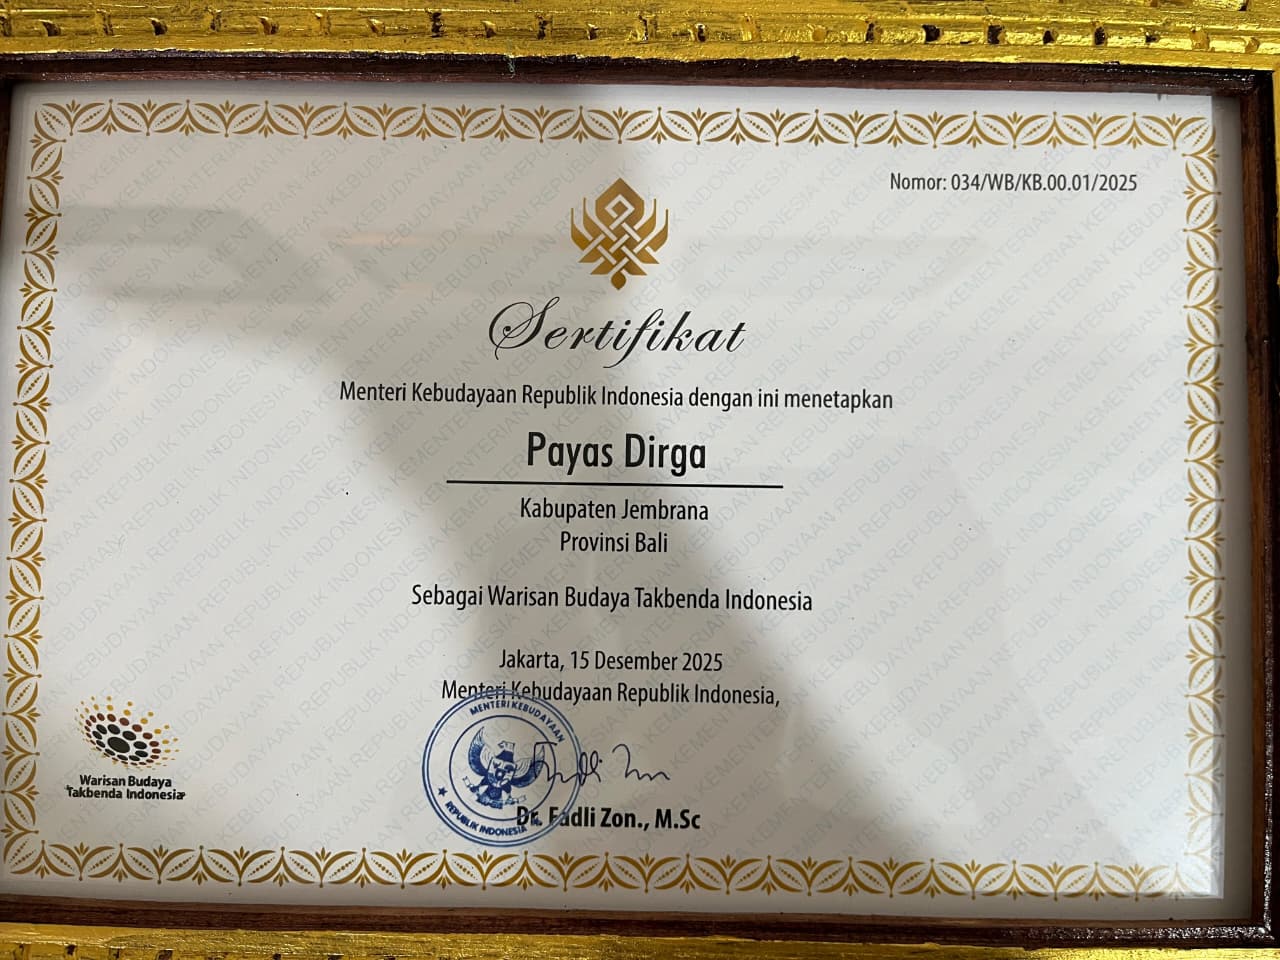 Nomor: 034/WB/KB.00.01/2025
Sertifikat
Menteri Kebudayaan Republik Indonesia dengan ini menetapkan
Payas Dirga
Kabupaten Jembrana
Provinsi Bali
Sebagai Warisan Budaya Takbenda Indonesia
Jakarta, 15 Desember 2025
Menteri Kebudayaan Republik Indonesia,
MENTERI KEBUDAYAAN
REPUBLIK INDONESIA
Dr. Fadli Zon., M.Sc
Warisan Budaya
Takbenda Indonesia